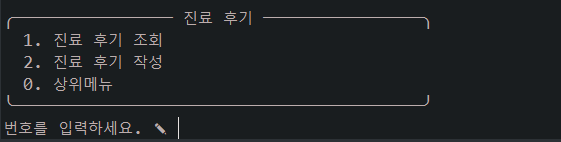 진료 후기
1. 진료 후기 조회
2. 진료 후기 작성
0. 상위메뉴
번호를 입력하세요. ✏️